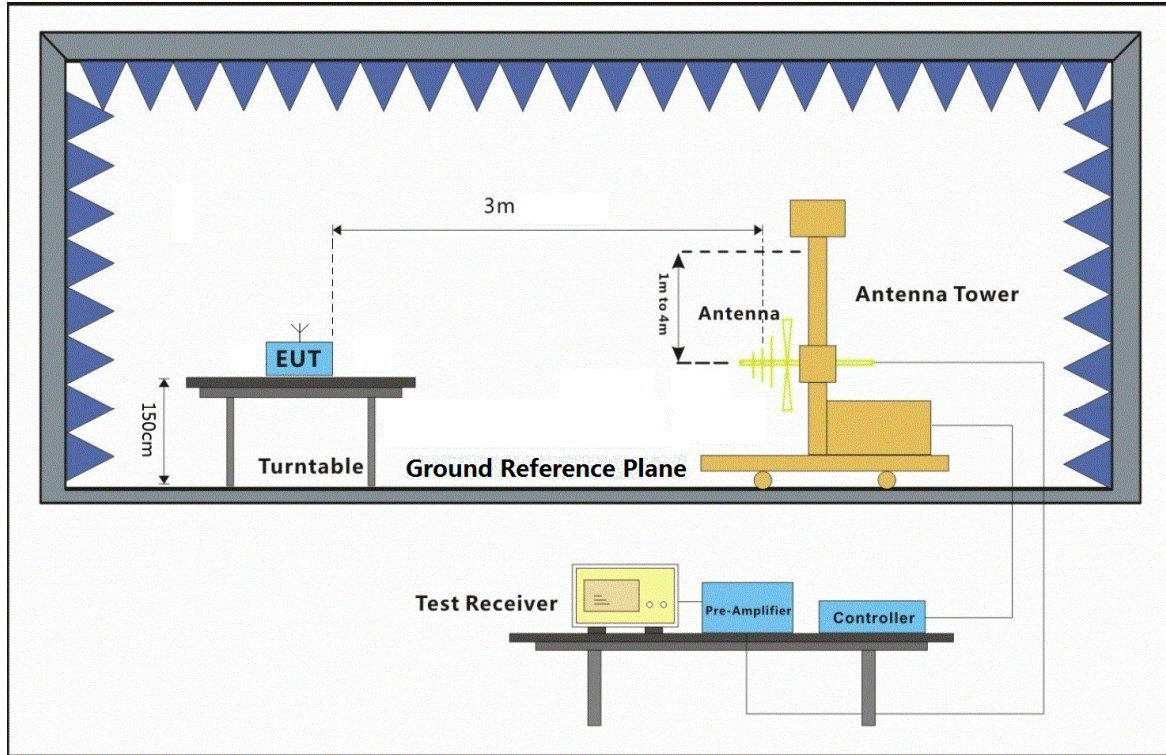 3m
1m to 4m
Antenna
Antenna Tower
EUT
150cm
Turntable
Ground Reference Plane
Test Receiver
Pre-Amplifier
Controller